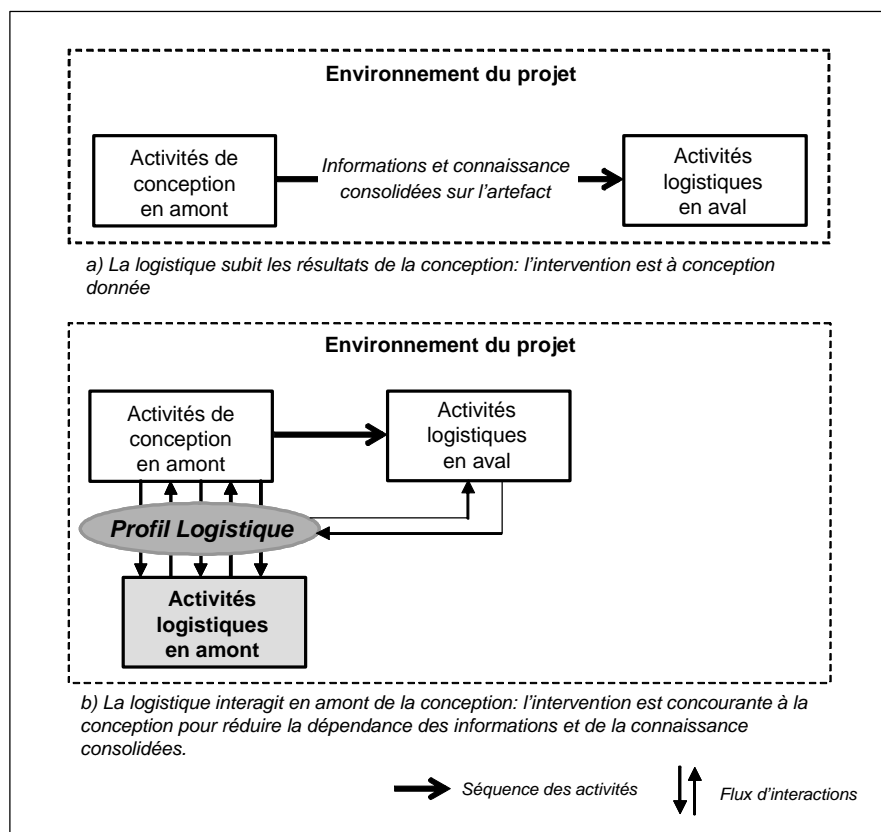 Environnement du projet
Activités de
conception
en amont
Informations et connaissance
consolidées sur l'artefact
Activités
logistiques
en aval
a) La logistique subit les résultats de la conception: l'intervention est à conception
donnée
Environnement du projet
Activités de
conception
en amont
Activités
logistiques
en aval
Profil Logistique
Activités
logistiques
en amont
b) La logistique interagit en amont de la conception: l'intervention est concourante à la
conception pour réduire la dépendance des informations et de la connaissance
consolidées.
Séquence des activités
Flux d'interactions